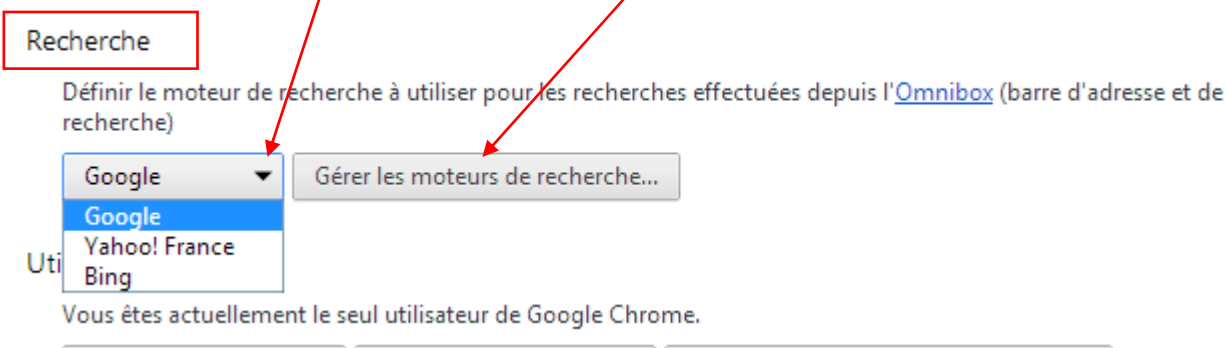 Recherche
Définir le moteur de recherche à utiliser pour les recherches effectuées depuis l'Omnibox (barre d'adresse et de
recherche)
Google
Gérer les moteurs de recherche...
Google
Yahoo! France
Bing
Uti
Vous êtes actuellement le seul utilisateur de Google Chrome.